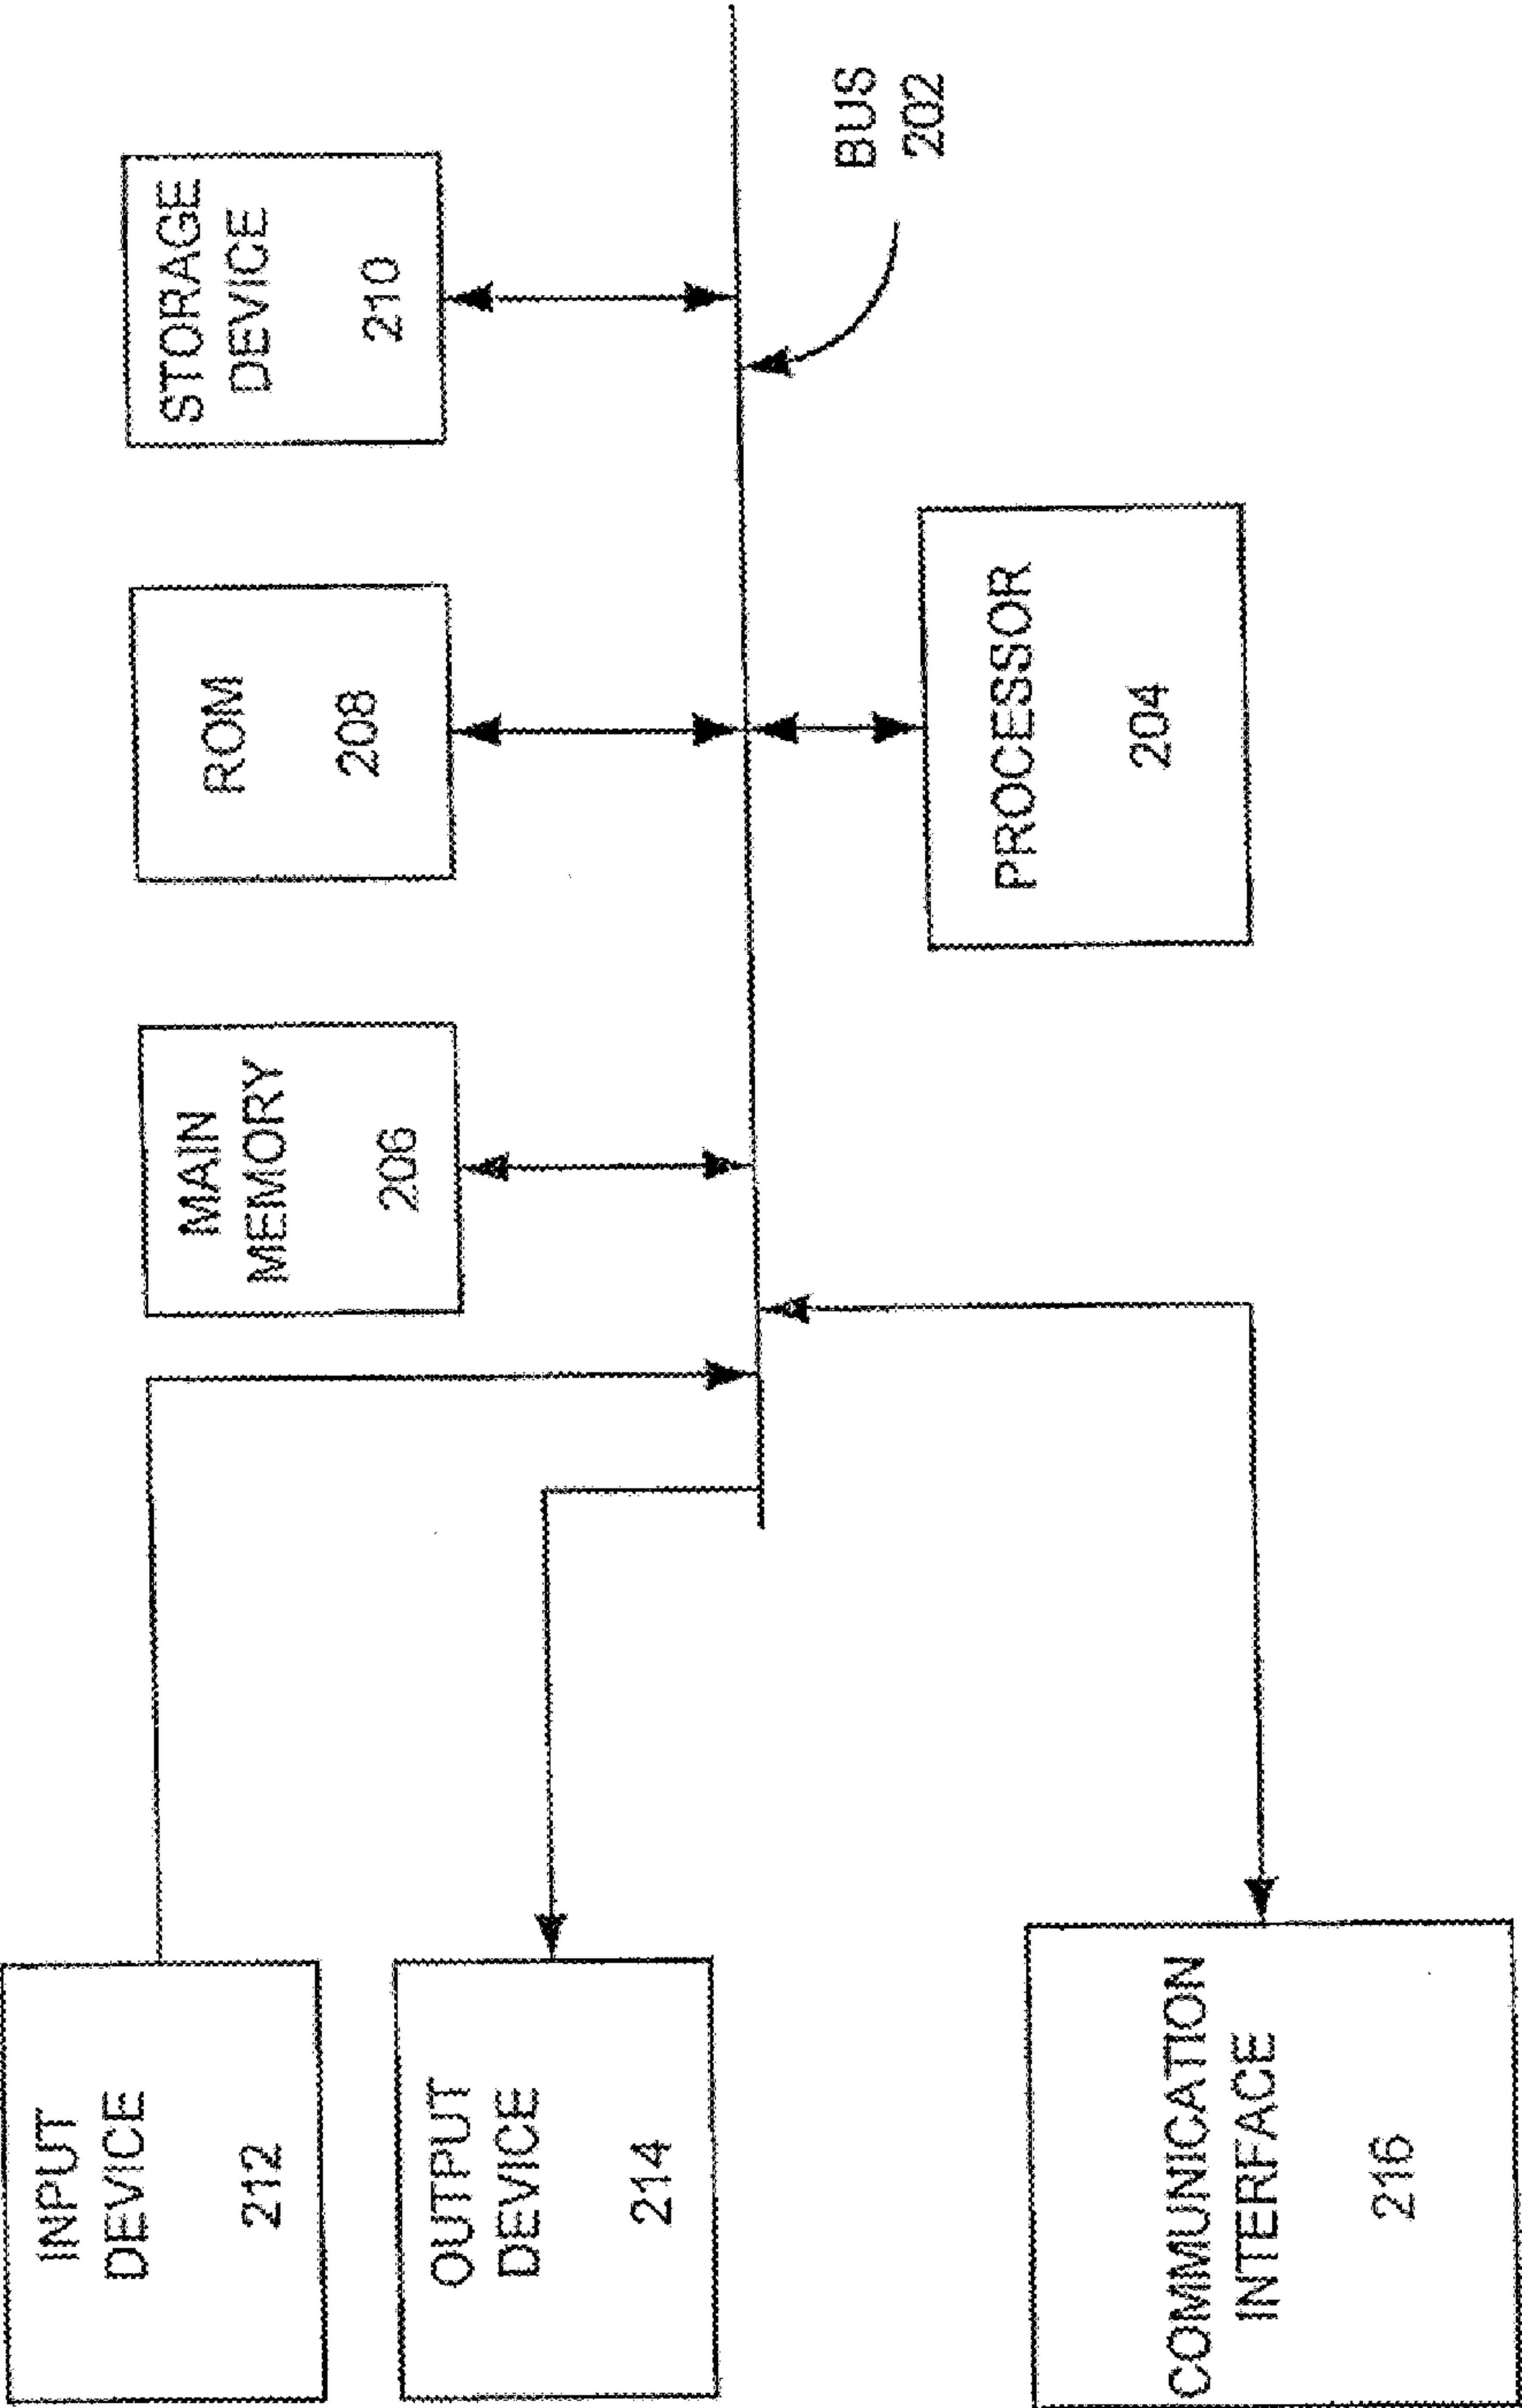 INPUT
DEVICE
212
OUTPUT
DEVICE
214
COMMUNICATION
INTERFACE
216
MAIN
MEMORY
206
ROM
208
STORAGE
DEVICE
210
PROCESSOR
204
BUS
202